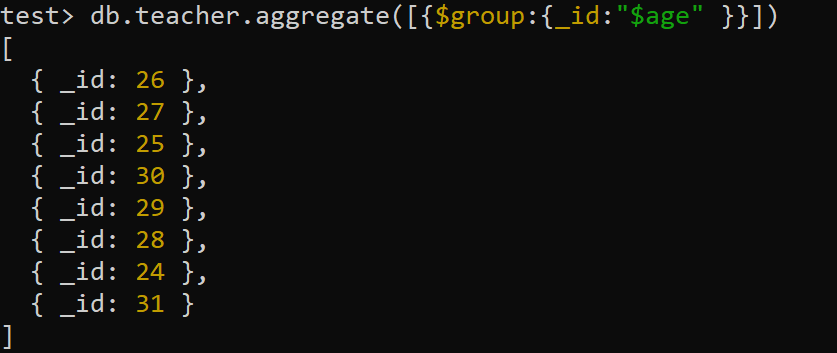 test> db.teacher.aggregate([{$group:{_id:"$age" }}])
[
  { _id: 26 },
  { _id: 27 },
  { _id: 25 },
  { _id: 30 },
  { _id: 29 },
  { _id: 28 },
  { _id: 24 },
  { _id: 31 }
]